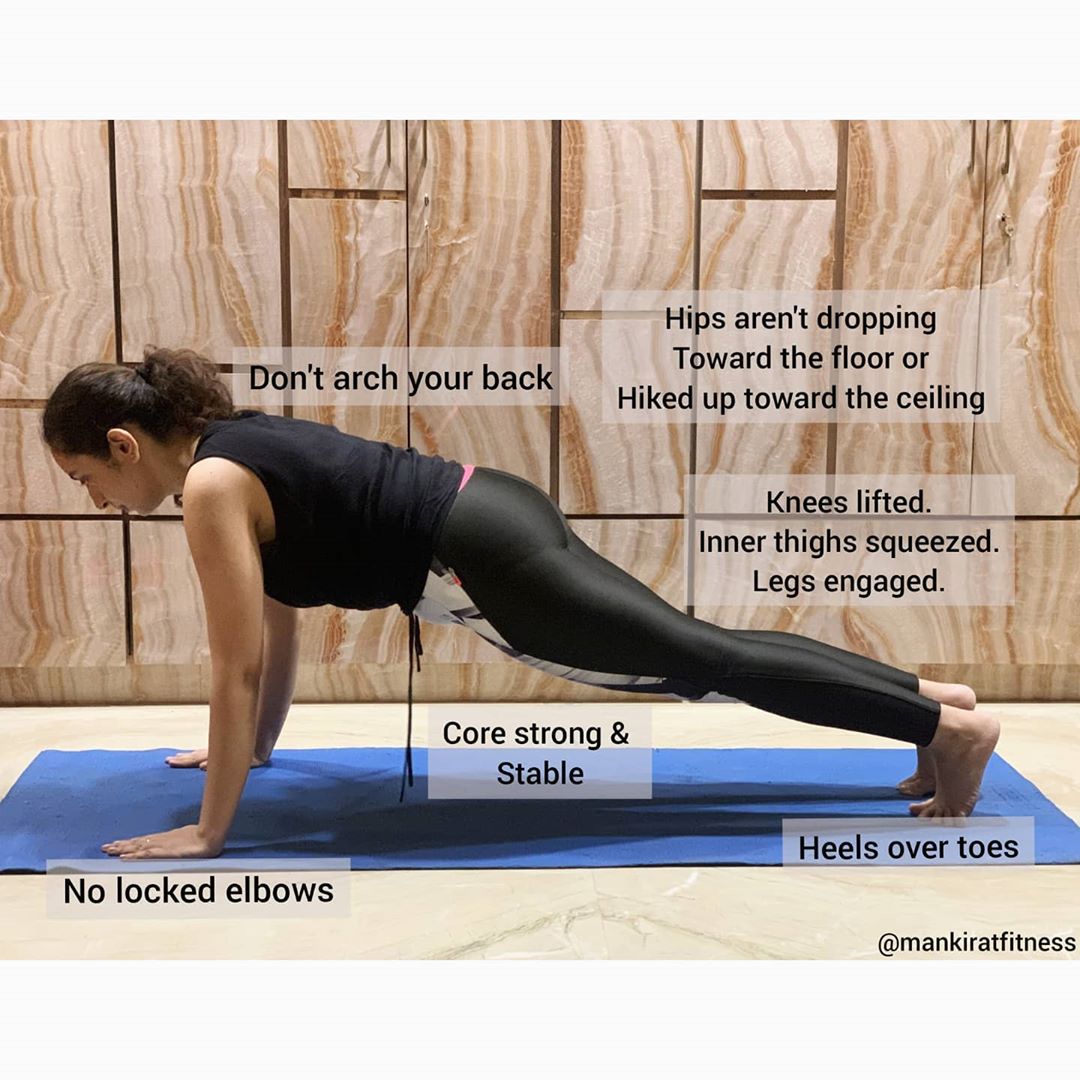 Hips aren't dropping
Toward the floor or
Hiked up toward the ceiling
Don't arch your back
Knees lifted.
Inner thighs squeezed.
Legs engaged.
Core strong &
Stable
Heels over toes
No locked elbows
@mankiratfitness